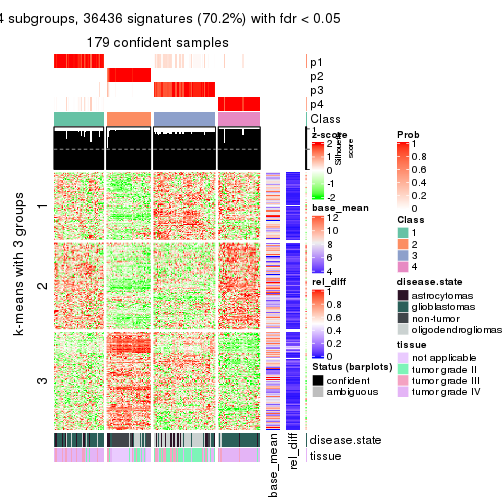 4 subgroups, 36436 signatures (70.2%) with fdr < 0.05
179 confident samples
p1
p2
p3
p4
Class
1
Silhouette
score
k-means with 3 groups
1
2
3
disease.state
tissue
base_mean
rel_diff
z-score
2
1
0
-1
-2
base_mean
12
10
8
6
4
rel_diff
1
0.8
0.6
0.4
0.2
0
Status (barplots)
confident
ambiguous
Prob
1
0.8
0.6
0.4
0.2
0
Class
1
2
3
4
disease.state
astrocytomas
glioblastomas
non-tumor
oligodendrogliomas
tissue
not applicable
tumor grade II
tumor grade III
tumor grade IV